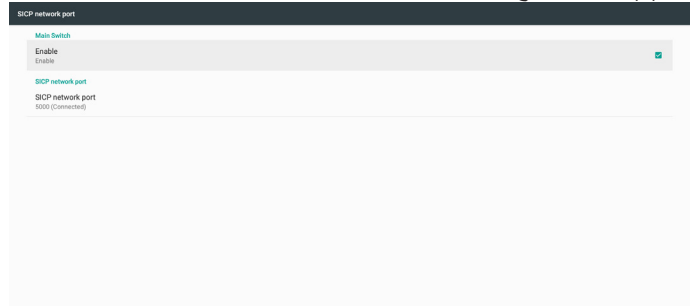 SICP network port
Main Switch
Enable
Enable
SICP network port
SICP network port
5000 (Connected)